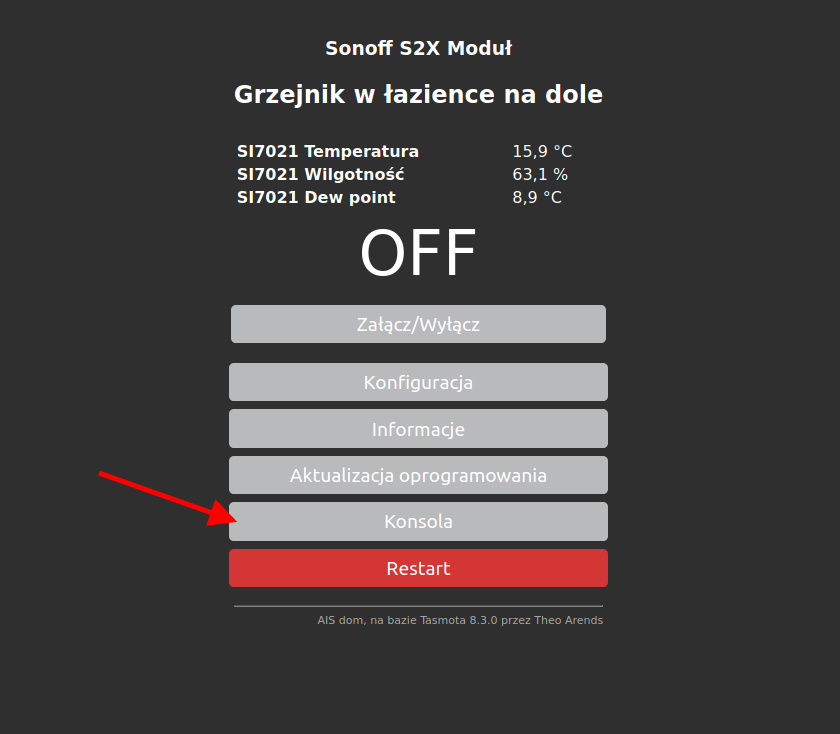 Sonoff S2X Moduł
Grzejnik w łazience na dole
SI7021 Temperatura 15,9 °C
SI7021 Wilgotność 63,1 %
SI7021 Dew point 8,9 °C
OFF
Załącz/Wyłącz
Konfiguracja
Informacje
Aktualizacja oprogramowania
Konsola
Restart
AIS dom, na bazie Tasmota 8.3.0 przez Theo Arends